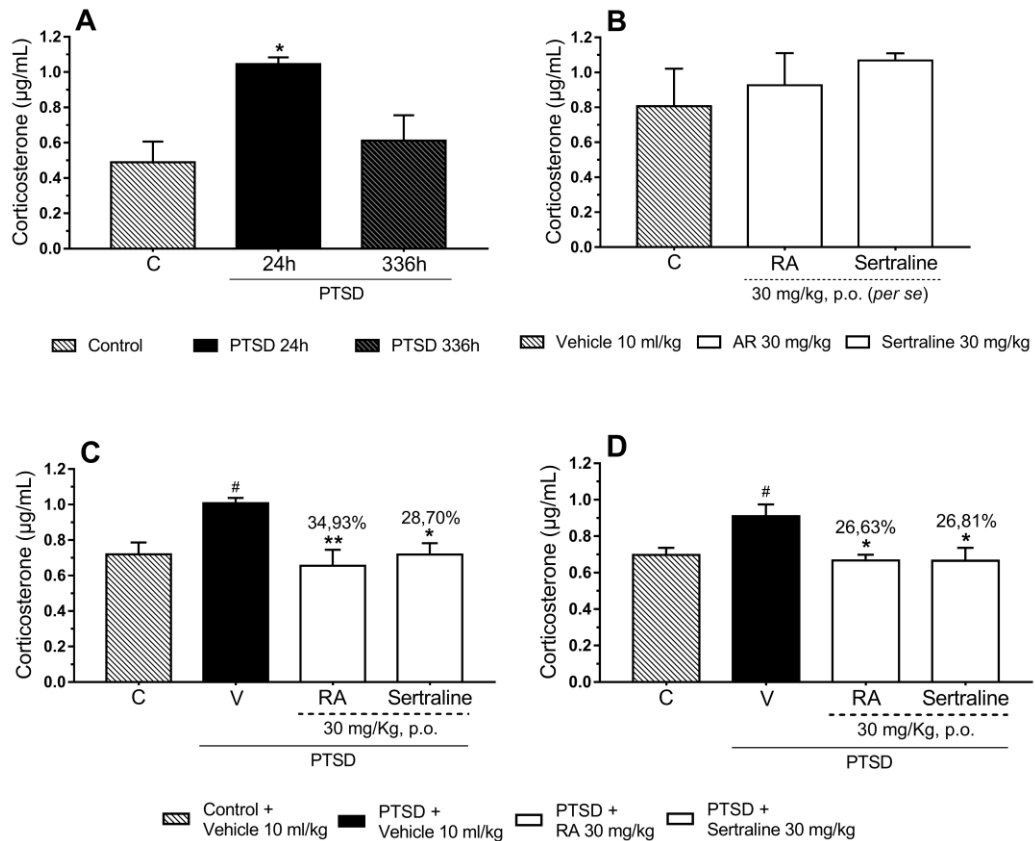 A
Corticosterone (µg/mL)
1.2
1.0
0.8
0.6
0.4
0.2
0.0
*
C
24h
336h
PTSD
Control
PTSD 24h
PTSD 336h
B
Corticosterone (µg/mL)
1.2
1.0
0.8
0.6
0.4
0.2
0.0
C
RA
Sertraline
30 mg/kg, p.o. (per se)
Vehicle 10 ml/kg
AR 30 mg/kg
Sertraline 30 mg/kg
C
Corticosterone (µg/mL)
1.2
1.0
0.8
0.6
0.4
0.2
0.0
#
34,93%
**
28,70%
*
C
V
RA
Sertraline
30 mg/Kg, p.o.
PTSD
D
Corticosterone (µg/mL)
1.2
1.0
0.8
0.6
0.4
0.2
0.0
#
26,63%
*
26,81%
*
C
V
RA
Sertraline
30 mg/Kg, p.o.
PTSD
Control +
Vehicle 10 ml/kg
PTSD +
Vehicle 10 ml/kg
PTSD +
RA 30 mg/kg
PTSD +
Sertraline 30 mg/kg